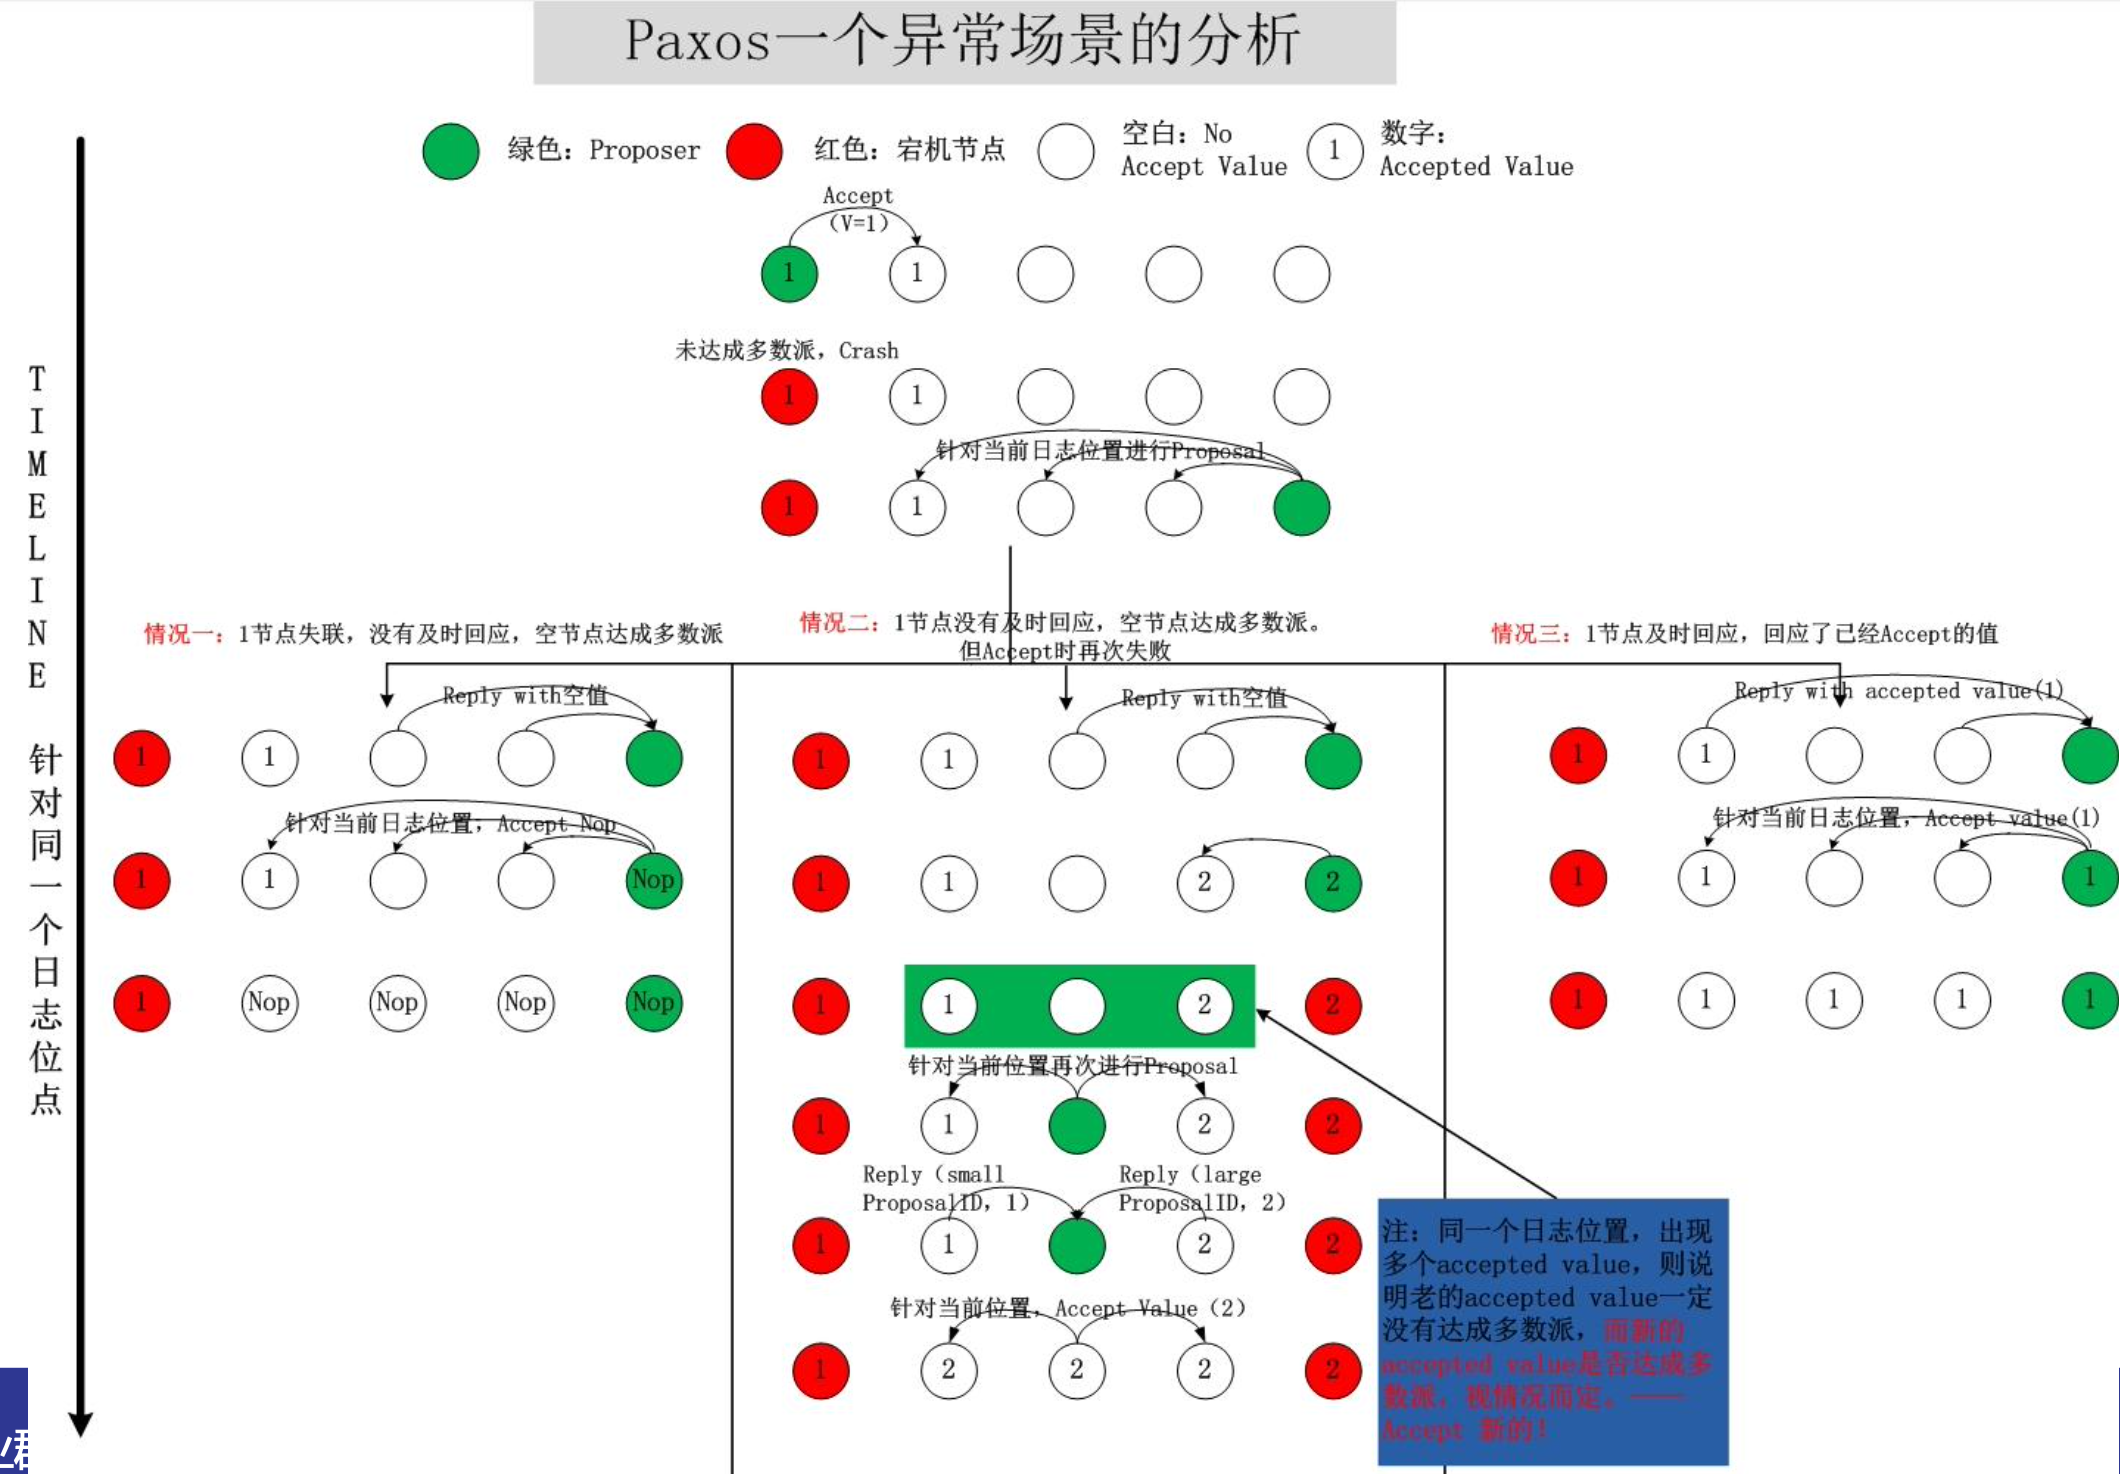 Paxos一个异常场景的分析
绿色: Proposer
红色: 宕机节点
空白: No
Accept Value
1
数字:
Accepted Value
Accept
(V=1)
1 1
未达成多数派, Crash
1 1
针对当前日志位置进行Proposal
1 1
TIMELINE 针对同一个日志位点
情况一: 1节点失联, 没有及时回应, 空节点达成多数派
Reply with空值
1 1
针对当前日志位置, Accept Nop
1 1 Nop
1 Nop Nop Nop Nop
情况二: 1节点没有及时回应, 空节点达成多数派。
但Accept时再次失败
Reply with空值
1 1
1 1 2 2
1 1 2 2
针对当前位置再次进行Proposal
1 1 2 2
Reply (small
ProposalID, 1)
Reply (large
ProposalID, 2)
1 1 2 2
针对当前位置, Accept Value (2)
1 2 2 2 2
情况三: 1节点及时回应, 回应了已经Accept的值
Reply with accepted value(1)
1 1
针对当前日志位置, Accept value(1)
1 1 1
1 1 1 1 1
注: 同一个日志位置, 出现
多个accepted value, 则说
明老的accepted value一定
没有达成多数派, 而新的
accepted value是否达成多
数派, 视情况而定。——
Accept 新的!